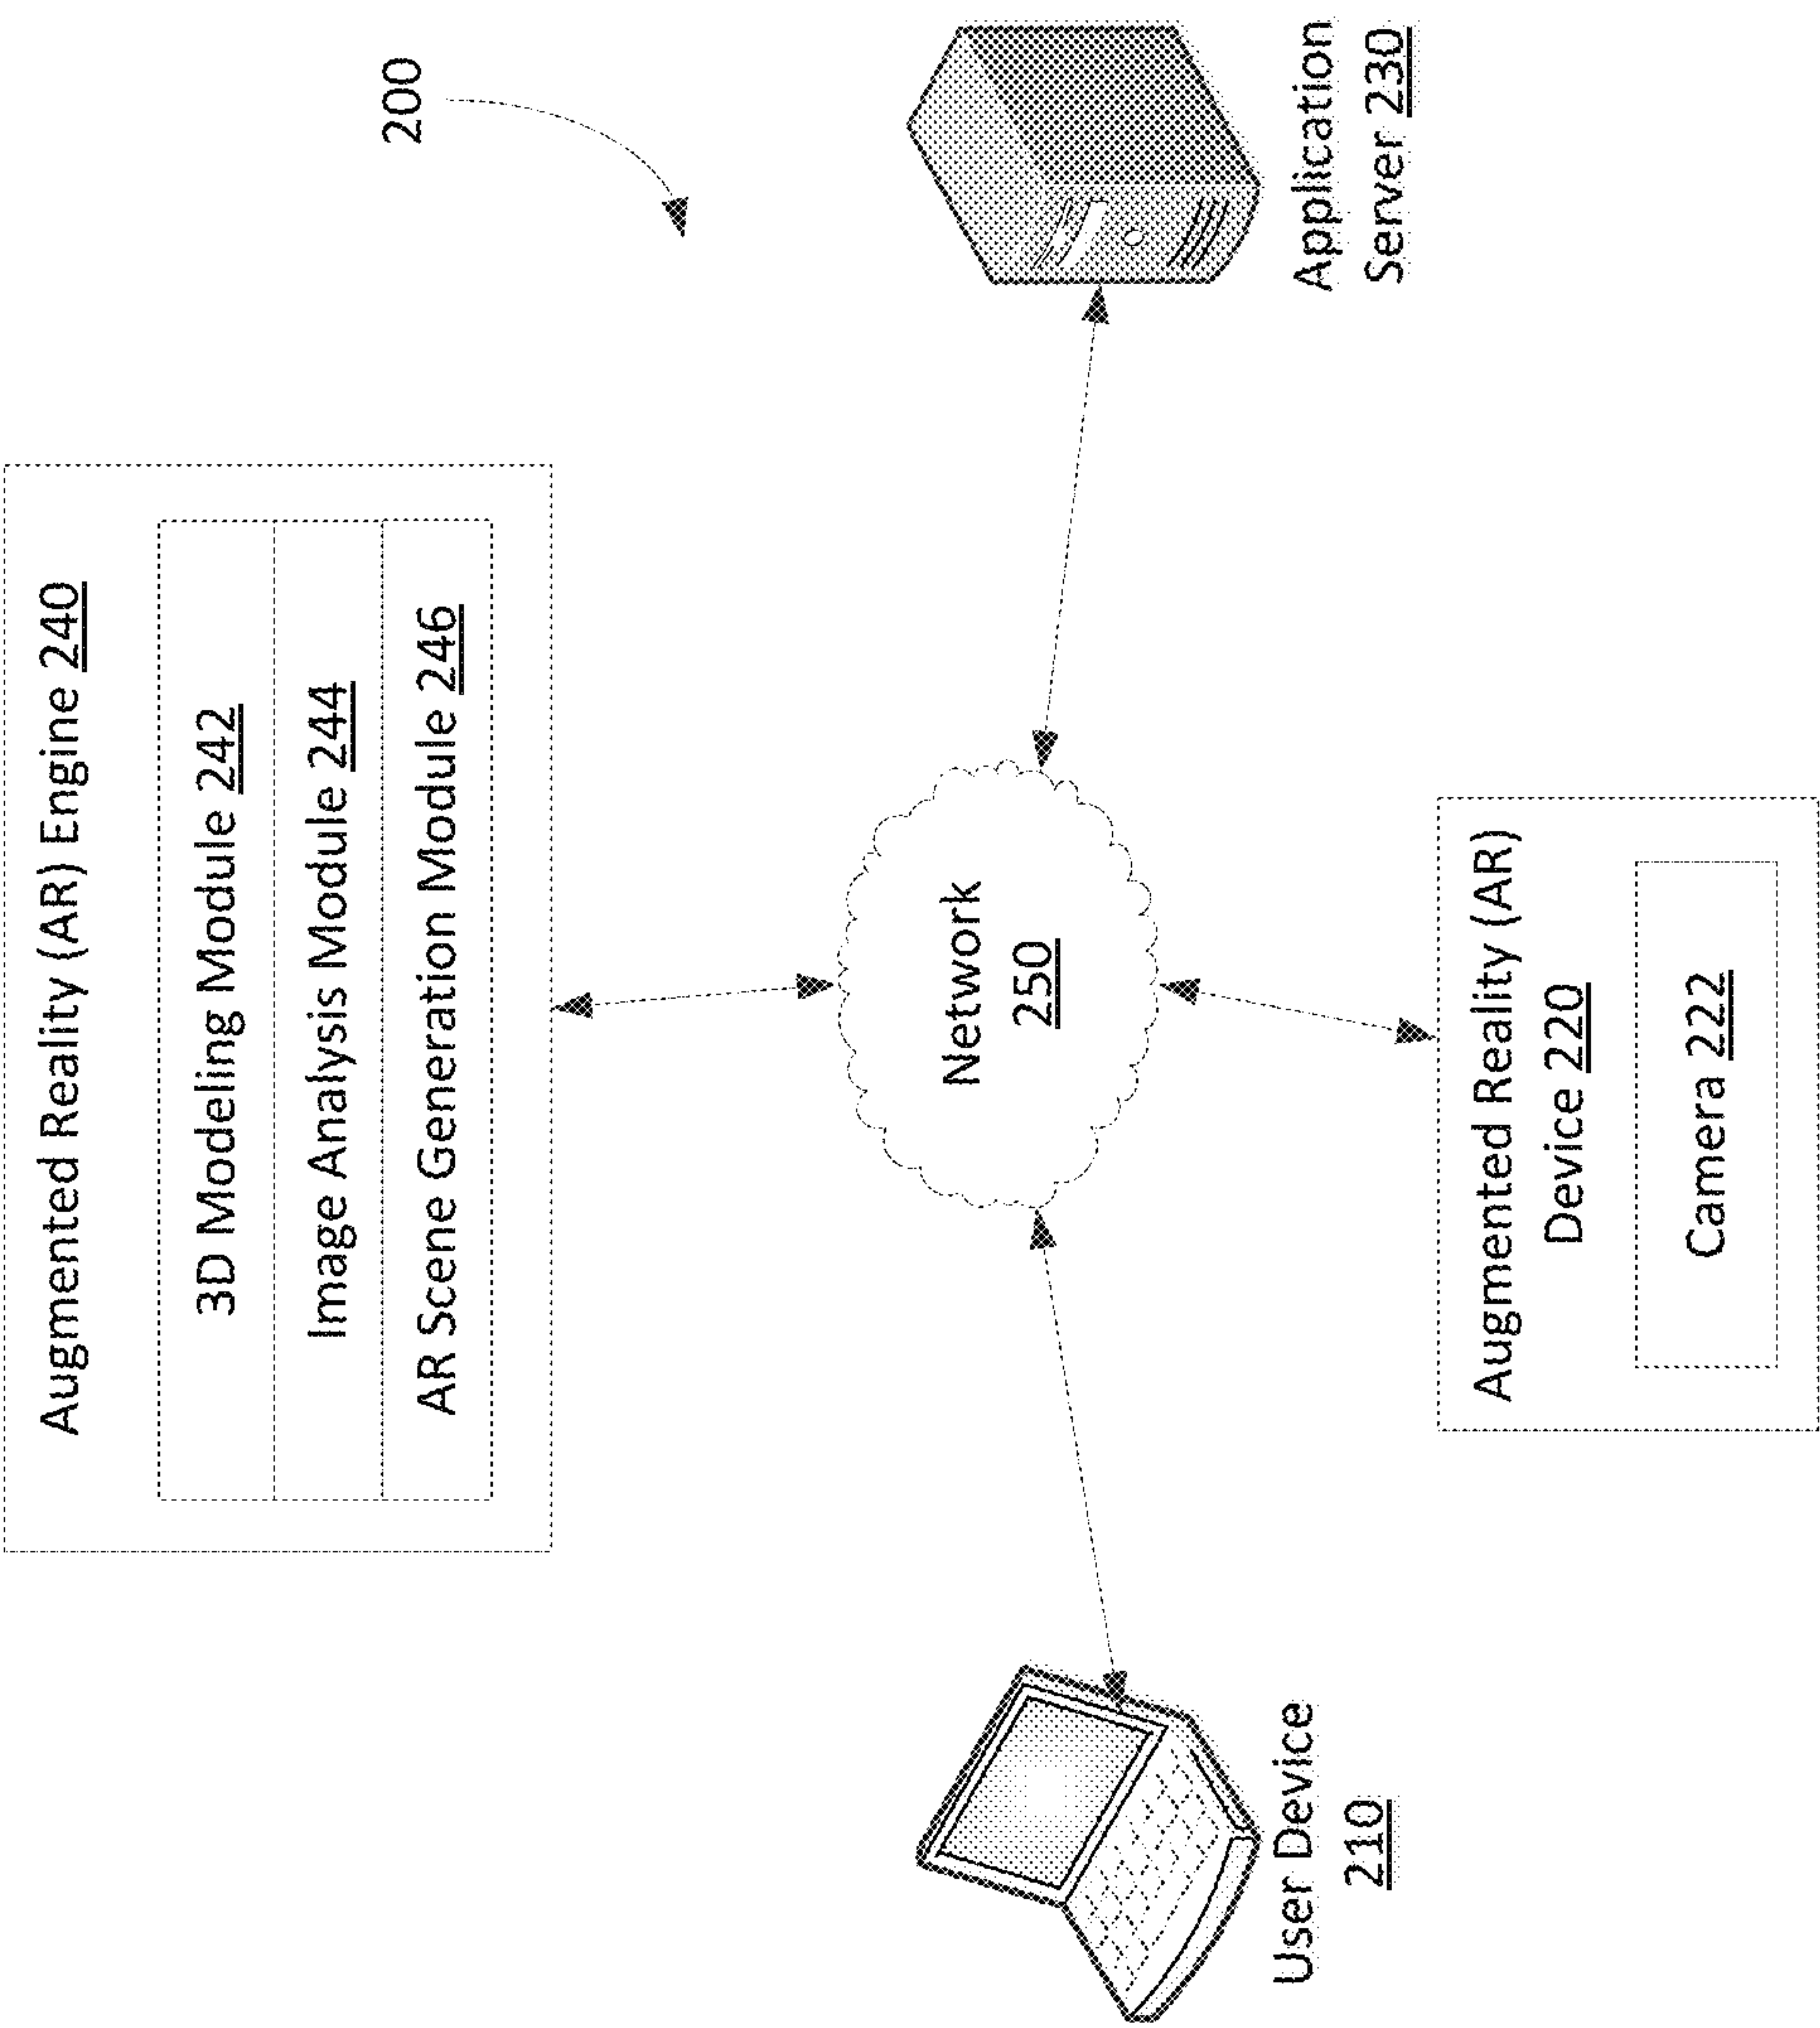 200
Augmented Reality (AR) Engine 240
3D Modeling Module 242
Image Analysis Module 244
AR Scene Generation Module 246
Network
250
User Device
210
Application
Server 230
Augmented Reality (AR)
Device 220
Camera 222